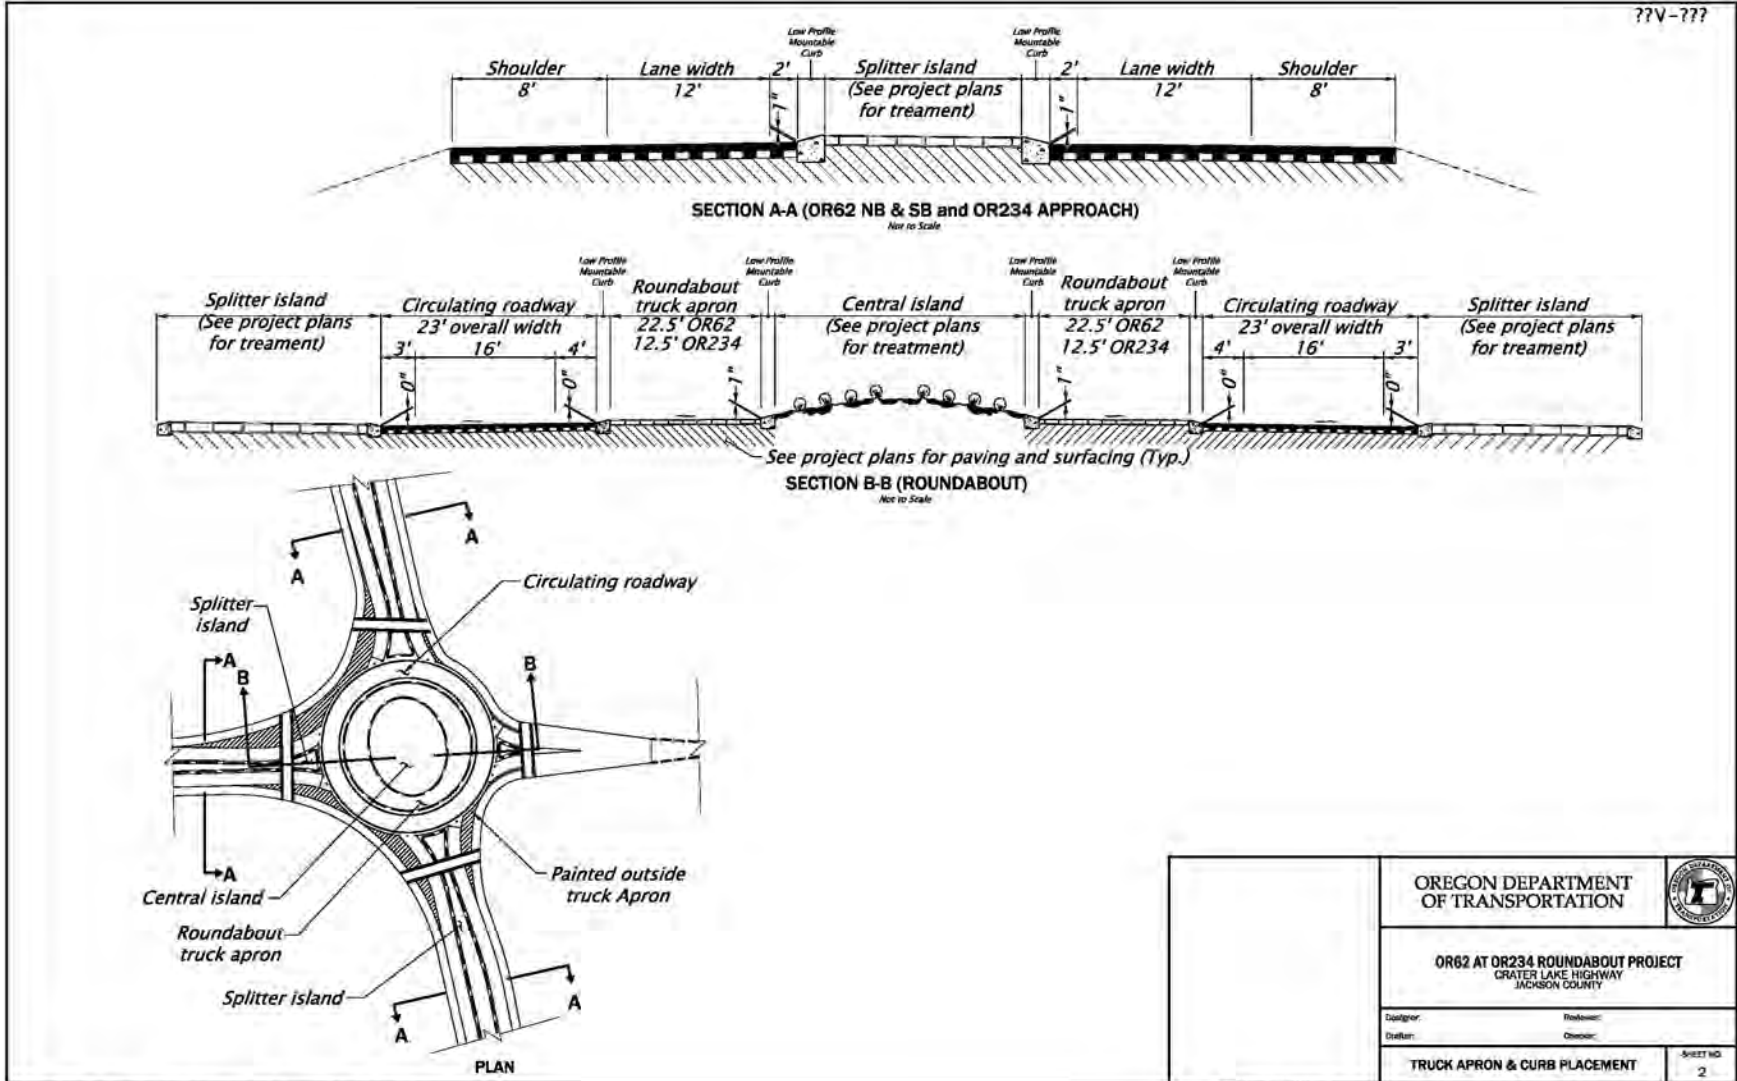 ??V-???
Low Profile
Mountable
Curb
Low Profile
Mountable
Curb
Shoulder
8'
Lane width
12'
2'
1"
Splitter island
(See project plans
for treament)
2'
1"
Lane width
12'
Shoulder
8'
SECTION A-A (OR62 NB & SB and OR234 APPROACH)
Not to Scale
Low Profile
Mountable
Curb
Low Profile
Mountable
Curb
Low Profile
Mountable
Curb
Low Profile
Mountable
Curb
Splitter island
(See project plans
for treament)
Circulating roadway
23' overall width
3'
16'
4'
0"
0"
Roundabout
truck apron
22.5' OR62
12.5' OR234
1"
Central island
(See project plans
for treatment)
1"
Roundabout
truck apron
22.5' OR62
12.5' OR234
Circulating roadway
23' overall width
4'
16'
3'
0"
0"
Splitter island
(See project plans
for treament)
See project plans for paving and surfacing (Typ.)
SECTION B-B (ROUNDABOUT)
Not to Scale
A
A
Circulating roadway
Splitter
island
A
B
B
A
Central island
Roundabout
truck apron
Splitter island
Painted outside
truck Apron
A
A
PLAN
OREGON DEPARTMENT
OF TRANSPORTATION
OREGON DEPARTMENT OF TRANSPORTATION
OR62 AT OR234 ROUNDABOUT PROJECT
CRATER LAKE HIGHWAY
JACKSON COUNTY
Designer:
Reviewer:
Drafter:
Checker:
TRUCK APRON & CURB PLACEMENT
SHEET NO.
2